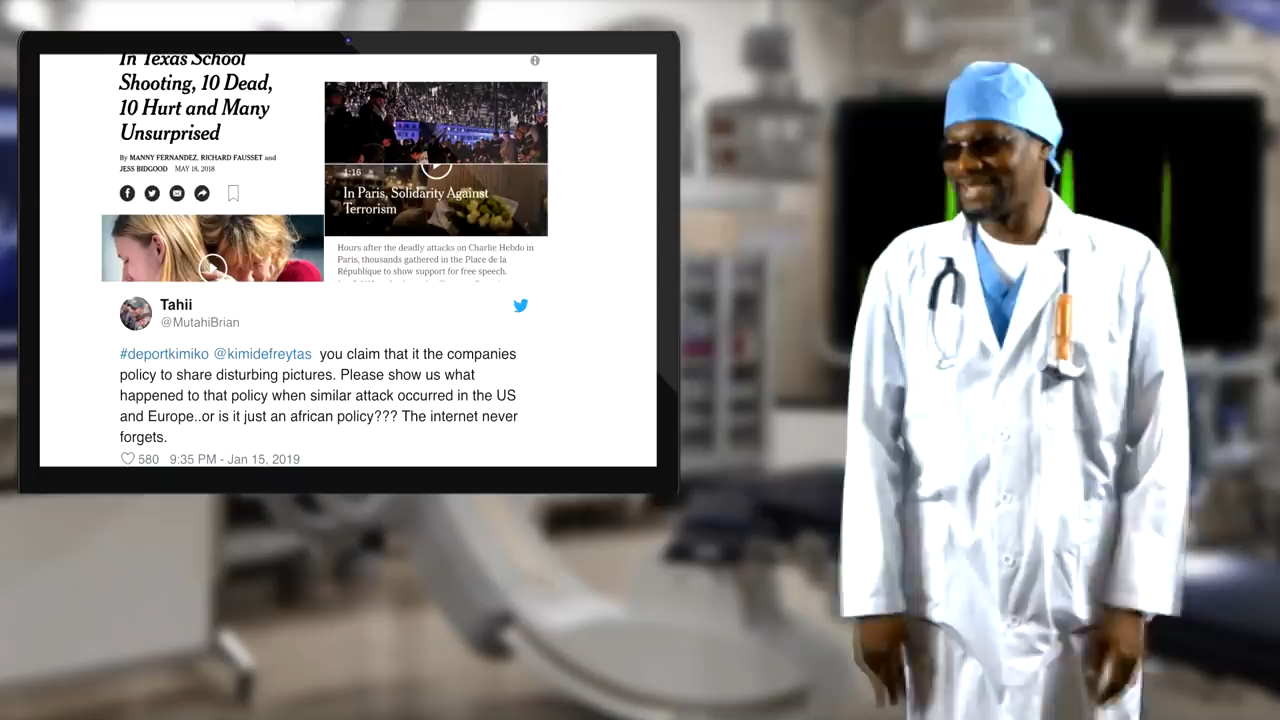 In Texas School
Shooting, 10 Dead,
10 Hurt and Many
Unsurprised
By MANNY FERNANDEZ, RICHARD FAUSSET and
JESS BIDGOOD MAY 18, 2018
1:16
In Paris, Solidarity Against
Terrorism
Hours after the deadly attacks on Charlie Hebdo in
Paris, thousands gathered in the Place de la
République to show support for free speech.
Tahii
@MutahiBrian
#deportkimiko @kimidefreytas you claim that it the companies
policy to share disturbing pictures. Please show us what
happened to that policy when similar attack occurred in the US
and Europe..or is it just an african policy??? The internet never
forgets.
580 9:35 PM - Jan 15, 2019